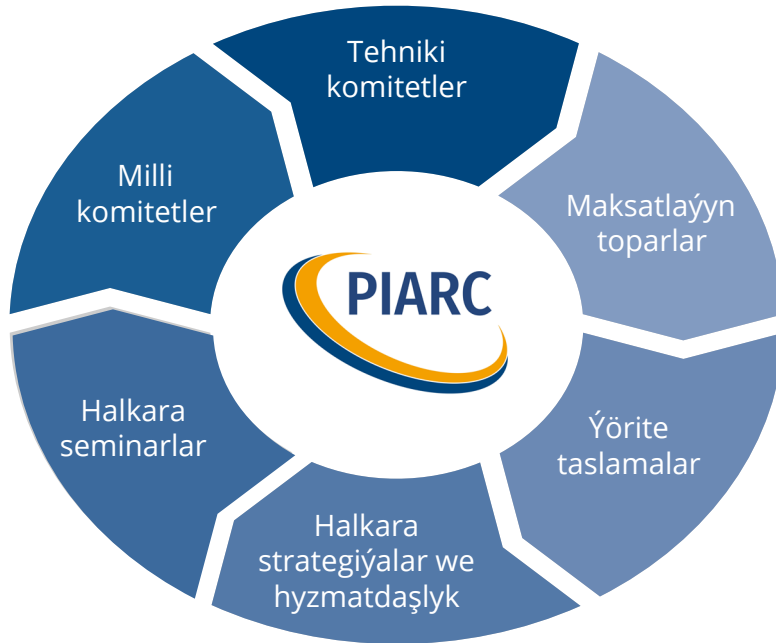 Tehniki
komitetler
Maksatlaýyn
toparlar
Ýörite
taslamalar
Halkara
strategiýalar we
hyzmatdaşlyk
Halkara
seminarlar
Milli
komitetler
PIARC